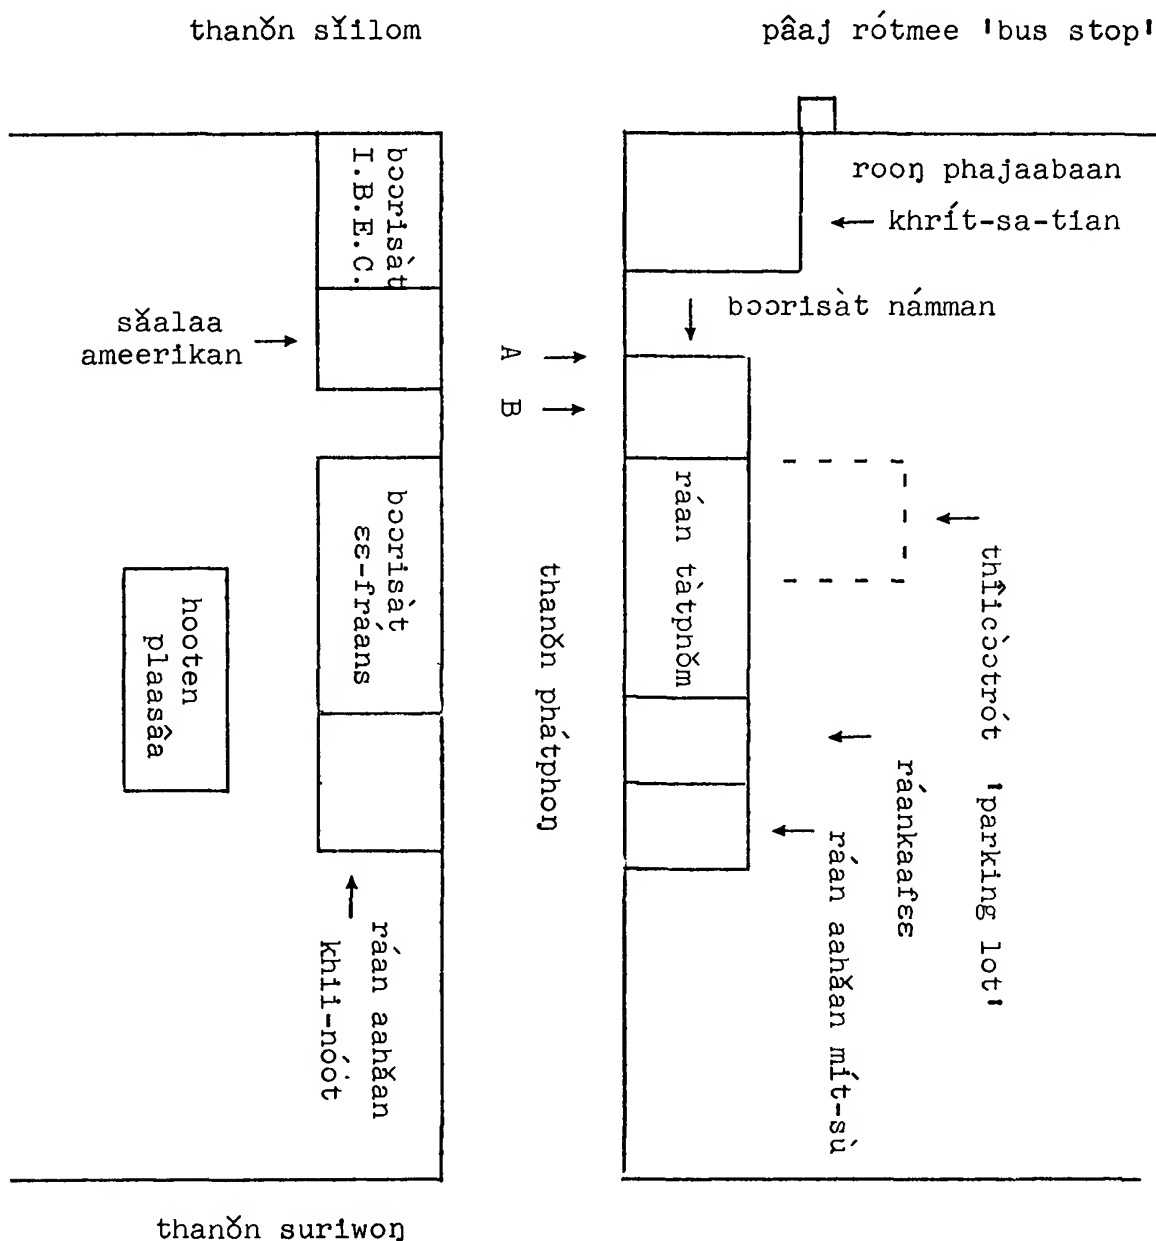 thanǒn sǐilom
pâaj rótmee 'bus stop'
bɔɔrisàt
I.B.E.C.
rooŋ phajaabaan
← khrít-sa-tian
sǎalaa
ameerikan →
↓ bɔɔrisàt námman
A →
B →
ráan tàtpnǒm
bɔɔrisàt
ɛɛ-fráans
hooten
plaasâa
thanǒn phátphoŋ
thîicɔ̀ɔtrót 'parking lot'
ráankaafɛɛ
ráan aahǎan mít-sù
ráan aahǎan
khii-nóot
thanǒn suriwoŋ